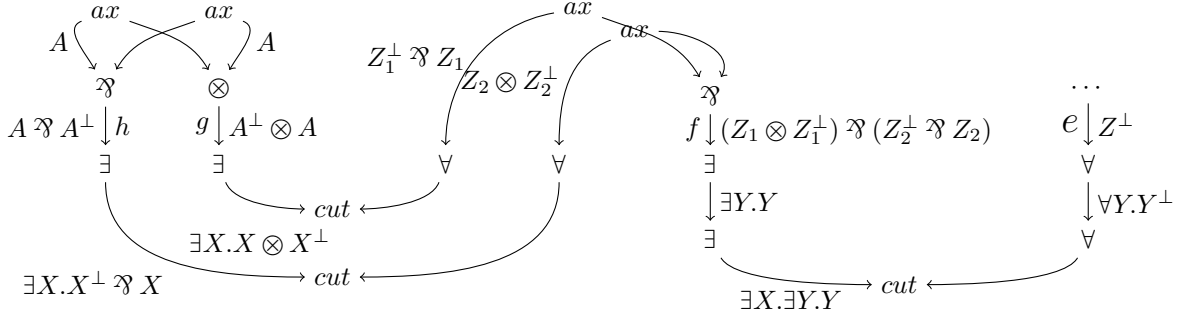 ax ax ax
ax
A A Z₁^⊥ ⅋ Z₁
Z₂ ⊗ Z₂^⊥
⅋ ⊗ ⅋ ⋯
A ⅋ A^⊥ h g A^⊥ ⊗ A f (Z₁ ⊗ Z₁^⊥) ⅋ (Z₂^⊥ ⅋ Z₂) e Z^⊥
∃ ∃ ∀ ∀ ∃ ∀
cut ∃Y.Y ∀Y.Y^⊥
∃X.X ⊗ X^⊥ ∃ ∀
∃X.X^⊥ ⅋ X cut cut
∃X.∃Y.Y